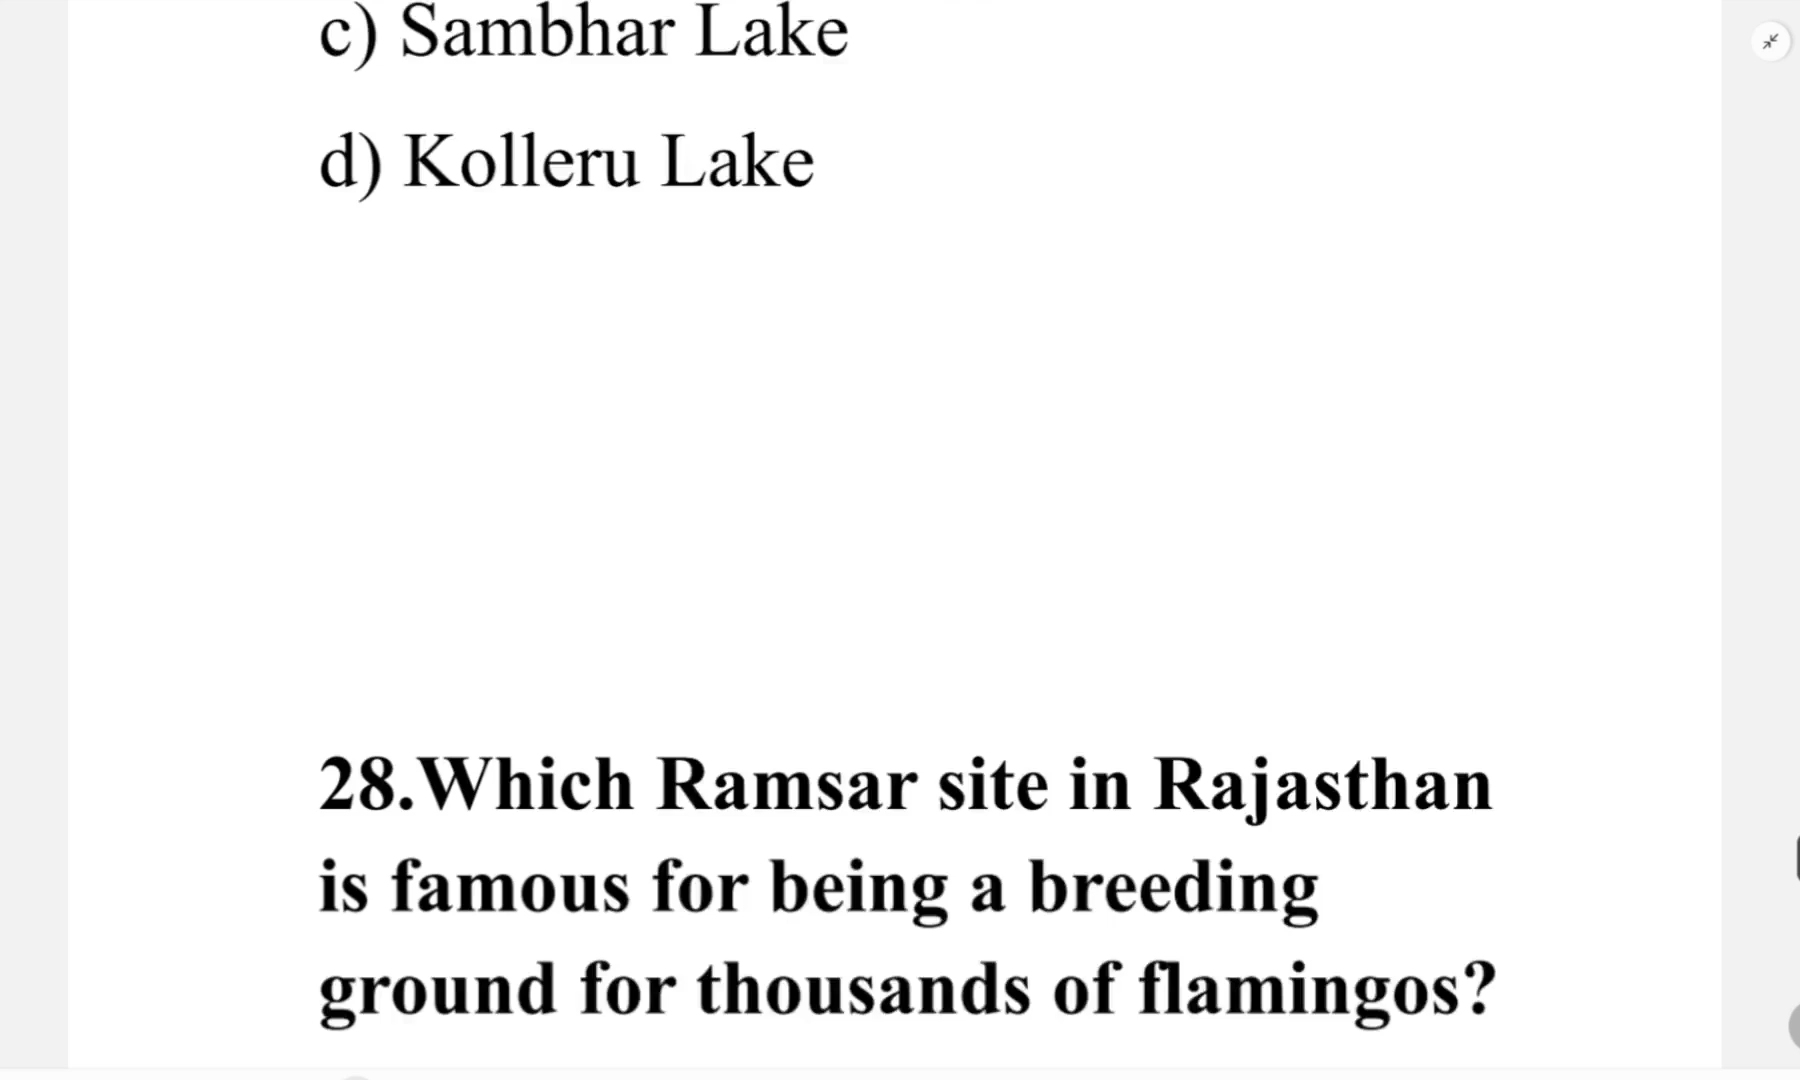 c) Sambhar Lake
d) Kolleru Lake
28.Which Ramsar site in Rajasthan
is famous for being a breeding
ground for thousands of flamingos?